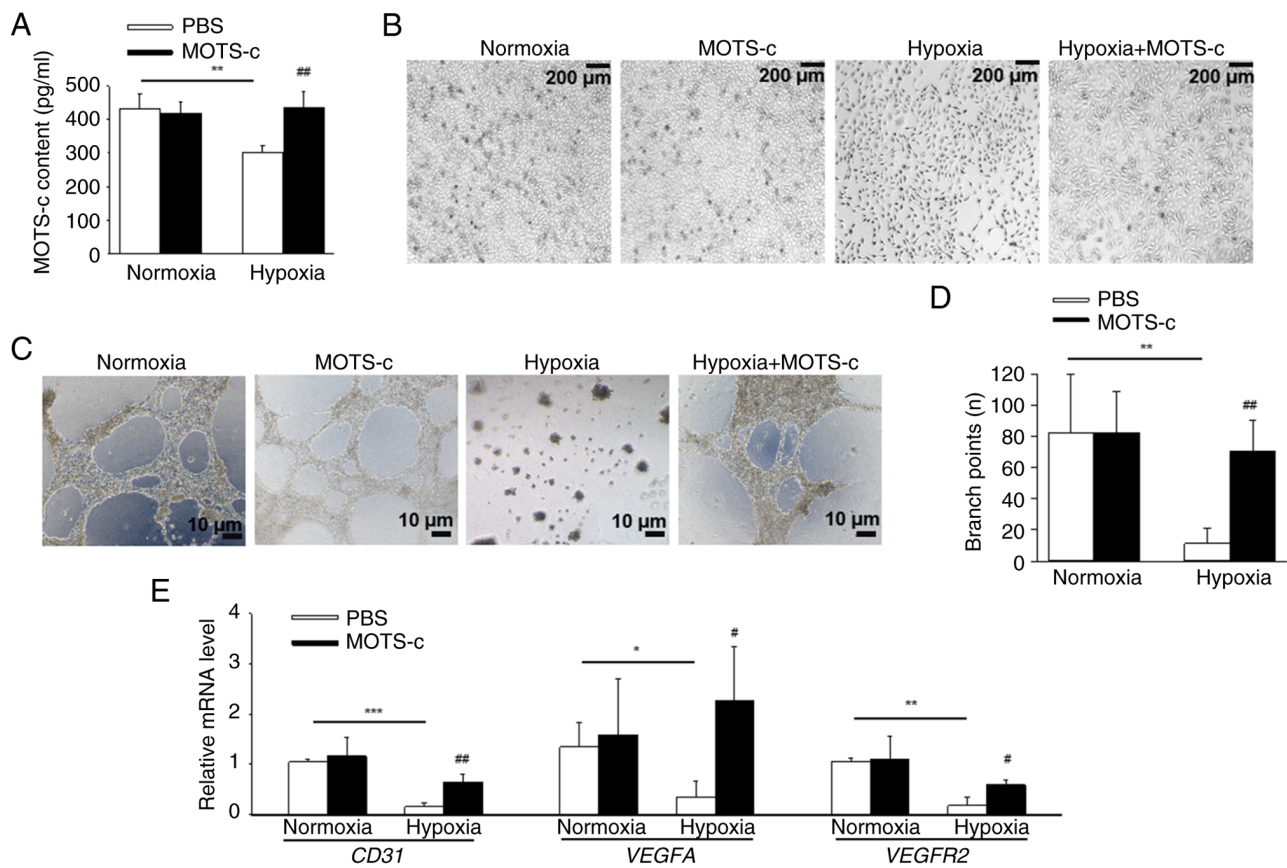 A
PBS
MOTS-c
**
##
MOTS-c content (pg/ml)
500
400
300
200
100
0
Normoxia Hypoxia
B
Normoxia MOTS-c Hypoxia Hypoxia+MOTS-c
200 µm 200 µm 200 µm 200 µm
C
Normoxia MOTS-c Hypoxia Hypoxia+MOTS-c
10 µm 10 µm 10 µm 10 µm
D
PBS
MOTS-c
**
##
Branch points (n)
120
100
80
60
40
20
0
Normoxia Hypoxia
E
PBS
MOTS-c
Relative mRNA level
4
3
2
1
0
*** ## * # ** #
Normoxia Hypoxia Normoxia Hypoxia Normoxia Hypoxia
CD31 VEGFA VEGFR2